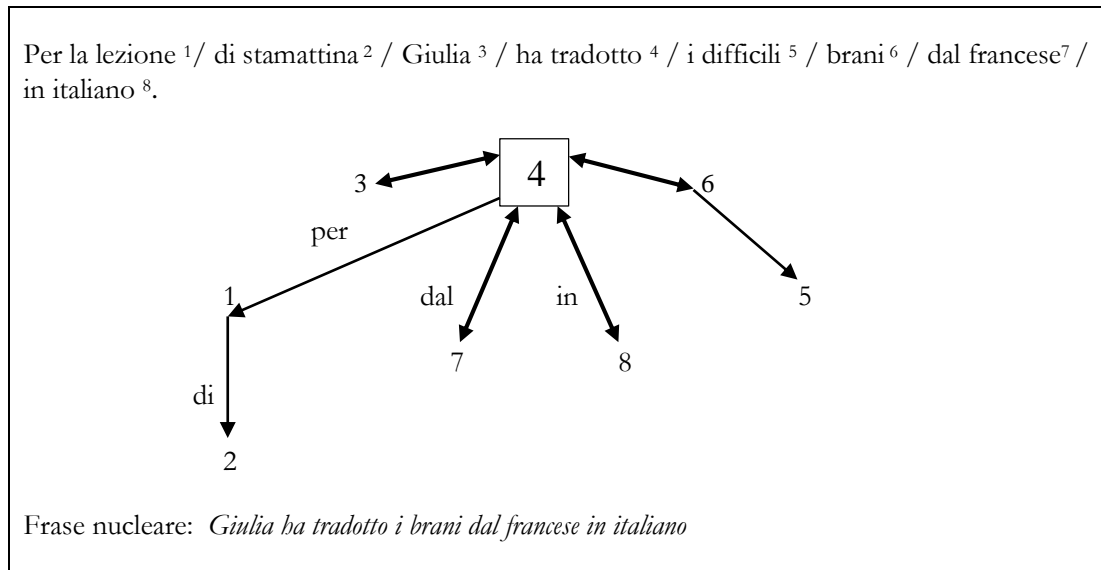 Per la lezione ¹/ di stamattina ² / Giulia ³ / ha tradotto ⁴ / i difficili ⁵ / brani ⁶ / dal francese⁷ /
in italiano ⁸.
3
4
6
per
1
dal
in
5
7
8
di
2
Frase nucleare: Giulia ha tradotto i brani dal francese in italiano